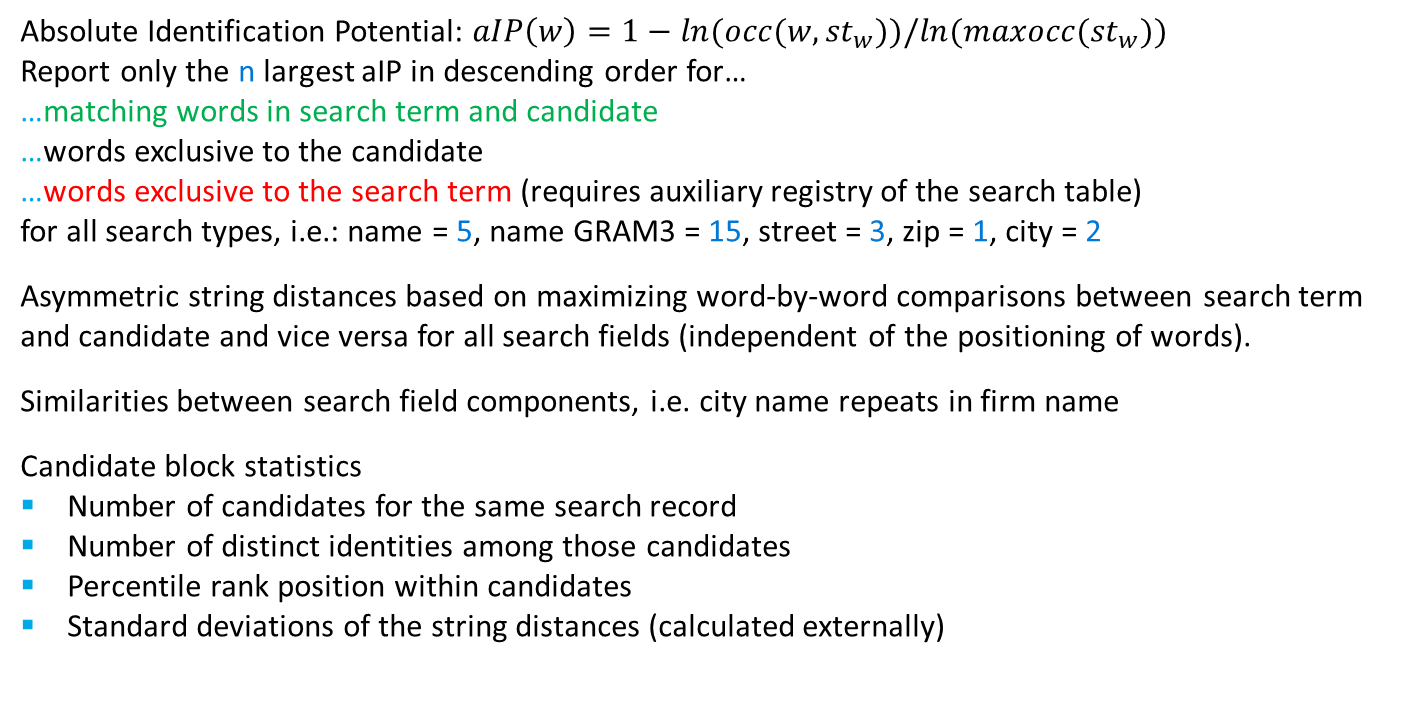 Absolute Identification Potential: aIP(w) = 1 − ln(occ(w, st_w))/ln(maxocc(st_w))
Report only the n largest aIP in descending order for...
...matching words in search term and candidate
...words exclusive to the candidate
...words exclusive to the search term (requires auxiliary registry of the search table)
for all search types, i.e.: name = 5, name GRAM3 = 15, street = 3, zip = 1, city = 2
Asymmetric string distances based on maximizing word-by-word comparisons between search term
and candidate and vice versa for all search fields (independent of the positioning of words).
Similarities between search field components, i.e. city name repeats in firm name
Candidate block statistics
▪ Number of candidates for the same search record
▪ Number of distinct identities among those candidates
▪ Percentile rank position within candidates
▪ Standard deviations of the string distances (calculated externally)